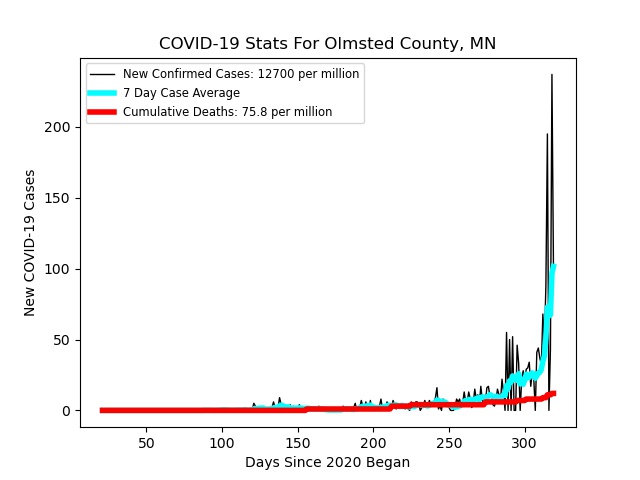 COVID-19 Stats For Olmsted County, MN
New Confirmed Cases: 12700 per million
7 Day Case Average
Cumulative Deaths: 75.8 per million
New COVID-19 Cases
200
150
100
50
0
50 100 150 200 250 300
Days Since 2020 Began